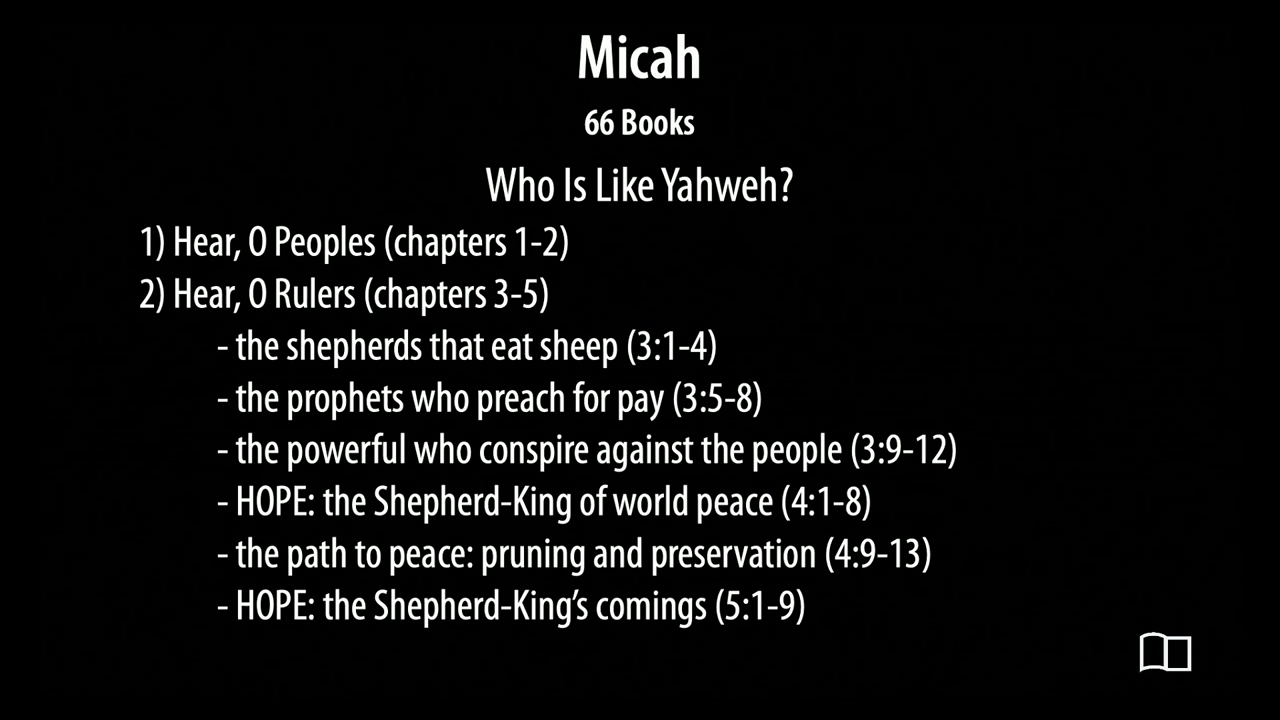 Micah
66 Books
Who Is Like Yahweh?
1) Hear, O Peoples (chapters 1-2)
2) Hear, O Rulers (chapters 3-5)
- the shepherds that eat sheep (3:1-4)
- the prophets who preach for pay (3:5-8)
- the powerful who conspire against the people (3:9-12)
- HOPE: the Shepherd-King of world peace (4:1-8)
- the path to peace: pruning and preservation (4:9-13)
- HOPE: the Shepherd-King’s comings (5:1-9)